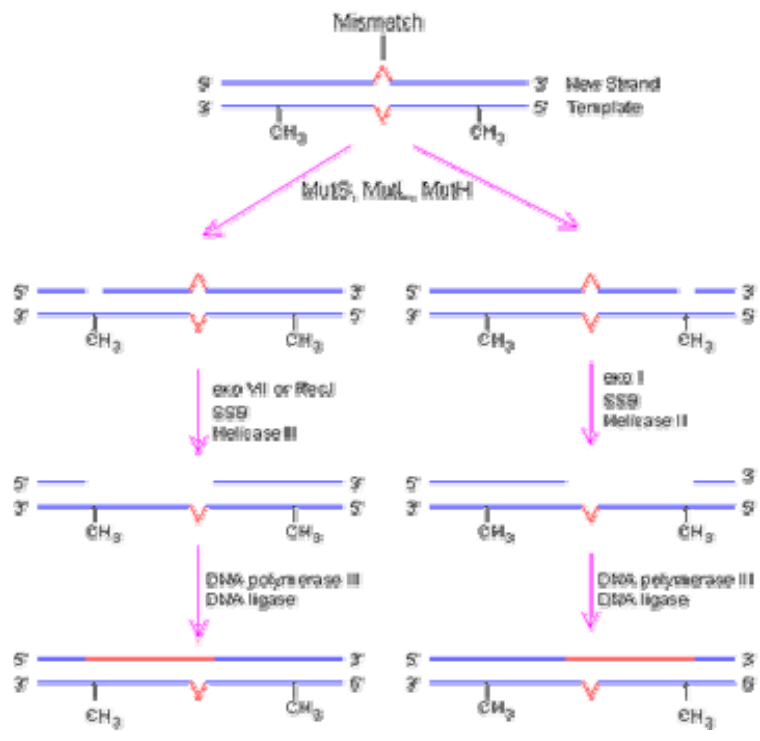 Mismatch
5' 3' New Strand
3' 5' Template
CH3 CH3
MutS, MutL, MutH
5' 3' 5' 3'
3' 5' 3' 5'
CH3 CH3 CH3 CH3
exo VII or RecJ exo I
SSB SSB
Helicase II Helicase II
5' 3' 5' 3'
3' 5' 3' 5'
CH3 CH3 CH3 CH3
DNA polymerase III DNA polymerase III
DNA ligase DNA ligase
5' 3' 5' 3'
3' 5' 3' 5'
CH3 CH3 CH3 CH3